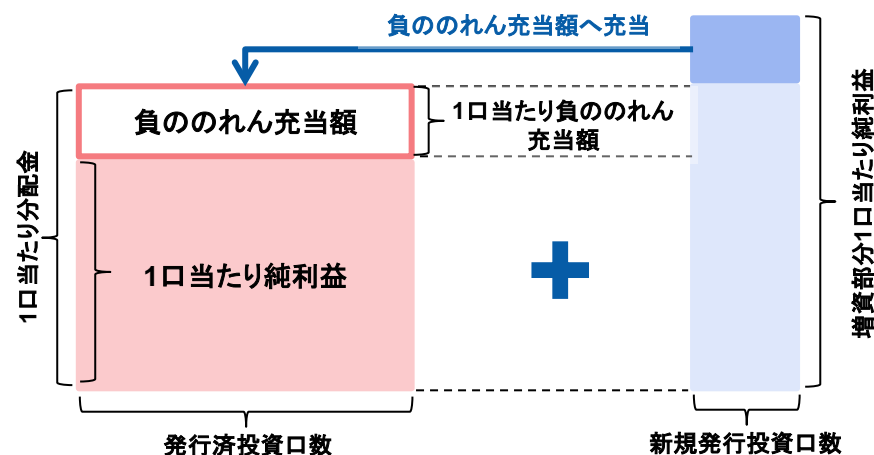 負ののれん充当額へ充当
負ののれん充当額
1口当たり負ののれん
充当額
1口当たり分配金
1口当たり純利益
増資部分1口当たり純利益
発行済投資口数
新規発行投資口数